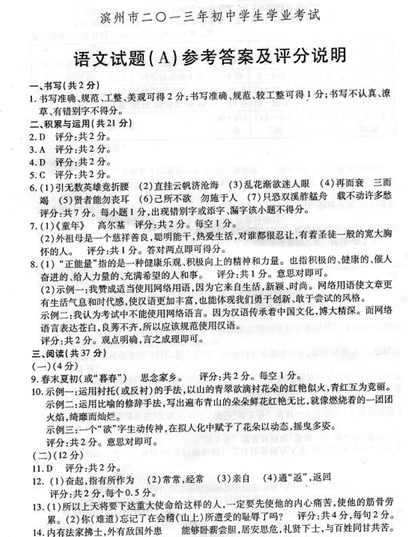 滨州市二〇一三年初中学生学业考试
语文试题(A)参考答案及评分说明
一、书写(共2分)
1.书写准确、规范、工整、美观可得2分;书写准确、规范、较工整可得1分;书写不认真、潦
草、有错别字不得分。
二、积累与运用(共21分)
2.D 评分:共2分。
3.A 评分:共2分。
4.D 评分:共2分。
5.C 评分:共2分。
6.(1)引无数英雄竞折腰 (2)直挂云帆济沧海 (3)乱花渐欲迷人眼 (4)再而衰 三而
竭 (5)贤者能勿丧耳 (6)己所不欲 勿施于人 (7)只恐双溪舴艋舟 载不动许多愁
评分:共7分。每小题1分,出现错别字或添字、漏字该小题不得分。
7.(1)《童年》 高尔基 评分:共2分。每空1分。
(2)外祖母是一个慈祥善良,聪明能干,热爱生活,对谁都很忍让,有着圣徒一般的宽大胸
怀的人。 评分:共1分。答对两点即可得分。
8.(1)“正能量”指的是一种健康乐观、积极向上的精神和力量。也指积极的、健康的、催人
奋进的、给人力量的、充满希望的人和事。 评分:共1分。意思对即可。
(2)示例一:我赞成适当使用网络用语,因为它来自生活,新颖、时尚。网络用语使文章更
有生活气息和时代感,使汉语更加丰富,也能体现我们勇于创新、敢于尝试的风格。
示例二:我认为考试中不能使用网络语言。因为汉语传承着中国文化,博大精深。而网络
语言表达苍白,良莠不齐,所以应该规范使用汉语。
评分:共2分。观点明确,言之成理即可。
三、阅读(共37分)
(一)(4分)
9.春末夏初(或“暮春”) 思念家乡。 评分:共2分。每空1分。
10.示例一:运用衬托(或反衬)的手法,以山的青翠欲滴衬花朵的红艳似火,青红互为竞丽。
示例二:运用比喻的修辞手法,写出遍布青山的朵朵鲜花红艳无比,就像燃烧着的一团团
火焰,绮靡而灿烂。
示例三:一个“欲”字生动传神,在拟人化中赋予了花朵以动态,摇曳多姿。
评分:共2分。意思对即可。
(二)(12分)
11.D 评分:共2分。
12.(1)奋起,指有所作为 (2)常常,经常 (3)亲自 (4)通“返”,返回
评分:共2分,每个0.5分。
13.(1)所以上天将要下达重大使命给这样的人,一定要先使他的内心痛苦,使他的筋骨劳
累。(2)你(难道)忘记了在会稽(山上)所遭受的耻辱了吗? 评分:共4分,每句2分。
14.内有法家拂士,外有敌国外患 能够卧薪尝胆,居安思危,礼贤下士,与百姓同甘共苦。